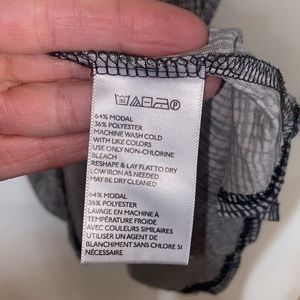 30 P
64% MODAL
36% POLYESTER
MACHINE WASH COLD
WITH LIKE COLORS
USE ONLY NON-CHLORINE
BLEACH
RESHAPE & LAY FLAT TO DRY
LOW IRON AS NEEDED
MAY BE DRY CLEANED
64% MODAL
36% POLYESTER
LAVAGE EN MACHINE À
TEMPÉRATURE FROIDE
AVEC COULEURS SIMILAIRES
UTILISER UN AGENT DE
BLANCHIMENT SANS CHLORE SI
NECESSAIRE